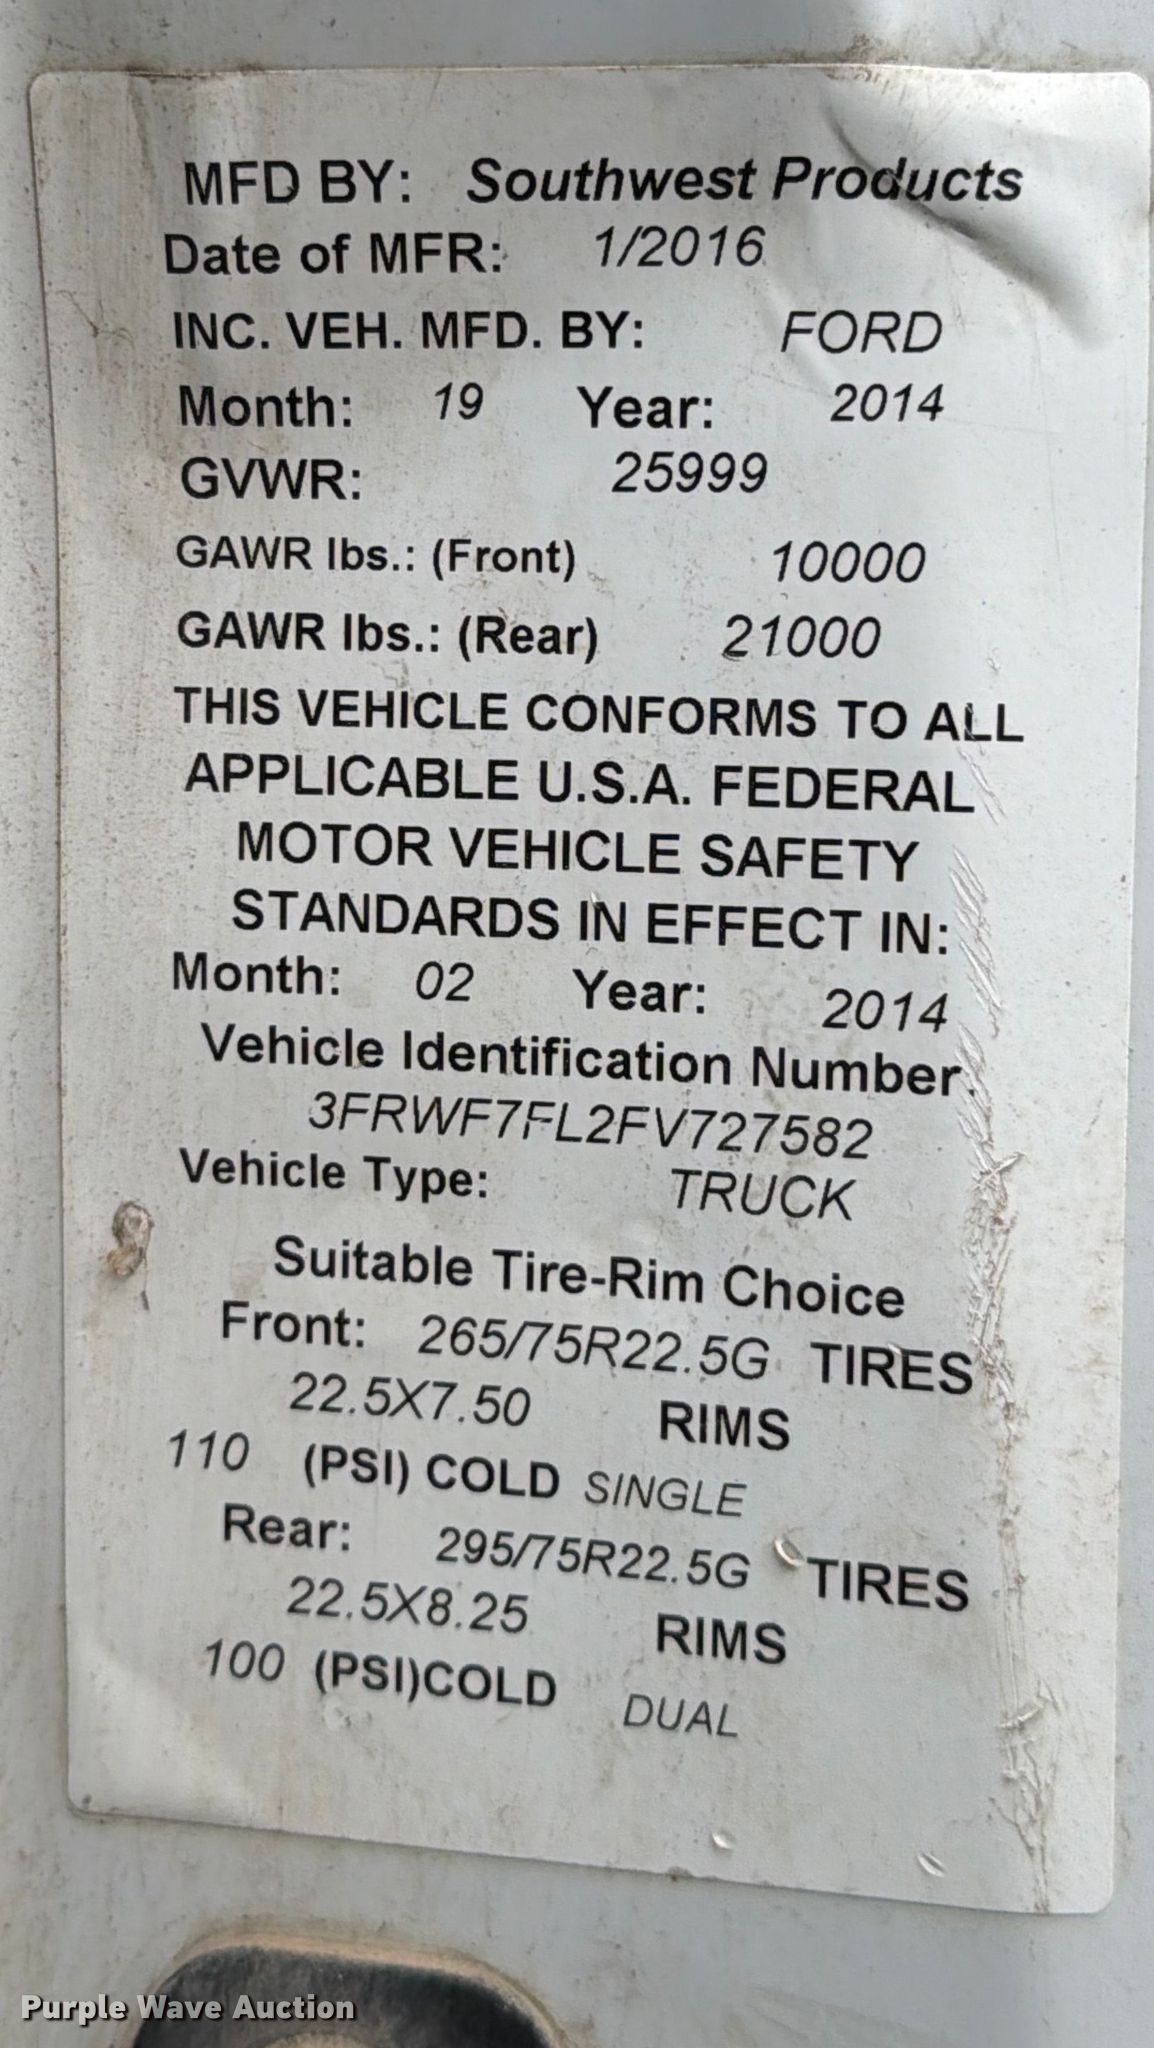 MFD BY: Southwest Products
Date of MFR: 1/2016
INC. VEH. MFD. BY: FORD
Month: 19 Year: 2014
GVWR: 25999
GAWR lbs.: (Front) 10000
GAWR lbs.: (Rear) 21000
THIS VEHICLE CONFORMS TO ALL
APPLICABLE U.S.A. FEDERAL
MOTOR VEHICLE SAFETY
STANDARDS IN EFFECT IN:
Month: 02 Year: 2014
Vehicle Identification Number:
3FRWF7FL2FV727582
Vehicle Type: TRUCK
Suitable Tire-Rim Choice
Front: 265/75R22.5G TIRES
22.5X7.50 RIMS
110 (PSI) COLD SINGLE
Rear: 295/75R22.5G TIRES
22.5X8.25 RIMS
100 (PSI)COLD DUAL
Purple Wave Auction